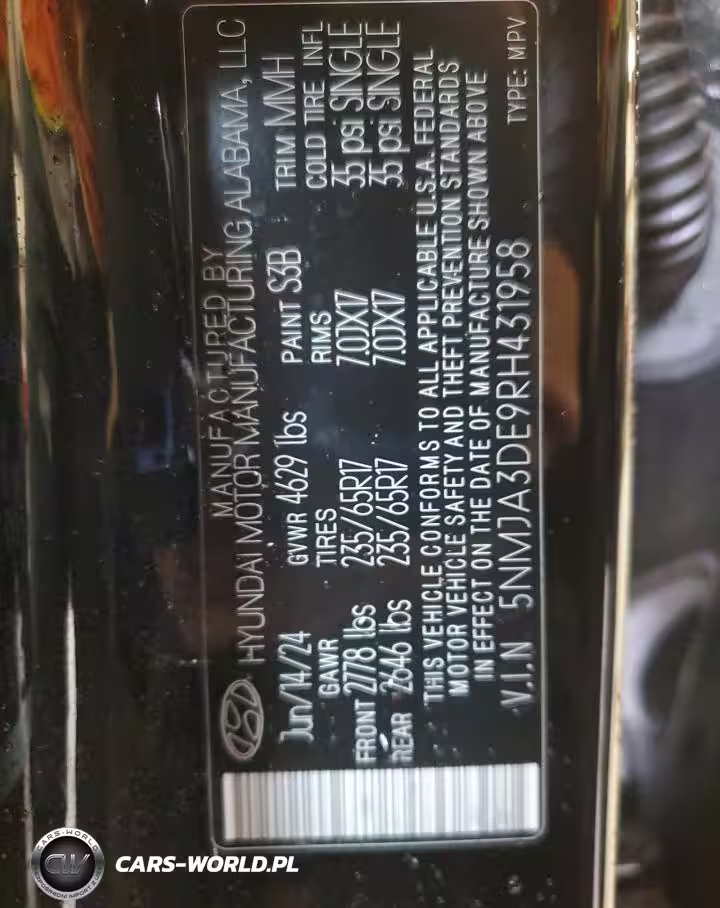 MANUFACTURED BY
HYUNDAI MOTOR MANUFACTURING ALABAMA, LLC
Jun/14/24 GVWR 4629 lbs PAINT S3B TRIM MMH
GAWR TIRES RIMS COLD TIRE INFL
FRONT 2778 lbs 235/65R17 7.0JX17 35 psi SINGLE
REAR 2646 lbs 235/65R17 7.0JX17 35 psi SINGLE
THIS VEHICLE CONFORMS TO ALL APPLICABLE U.S.A. FEDERAL
MOTOR VEHICLE SAFETY AND THEFT PREVENTION STANDARDS
IN EFFECT ON THE DATE OF MANUFACTURE SHOWN ABOVE
V.I.N 5NMJA3DE9RH431958
TYPE: MPV
CARS-WORLD
CW
CARS-WORLD.PL